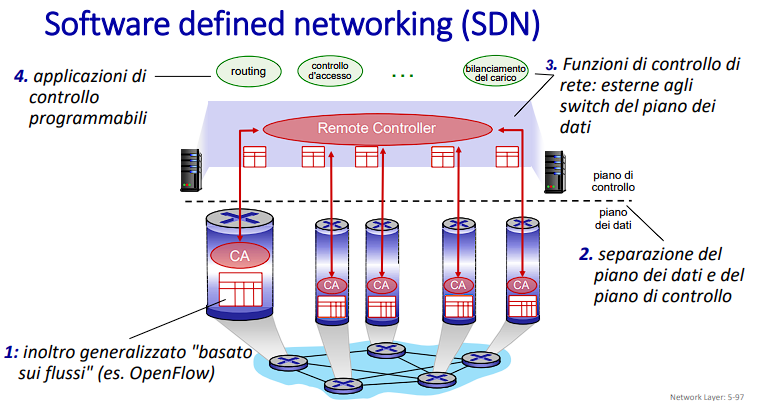 Software defined networking (SDN)
4. applicazioni di
controllo
programmabili
routing
controllo
d'accesso
. . .
bilanciamento
del carico
3. Funzioni di controllo di
rete: esterne agli
switch del piano dei
dati
Remote Controller
piano di
controllo
piano
dei dati
CA
CA
CA
CA
CA
2. separazione del
piano dei dati e del
piano di controllo
1: inoltro generalizzato "basato
sui flussi" (es. OpenFlow)
Network Layer: 5-97